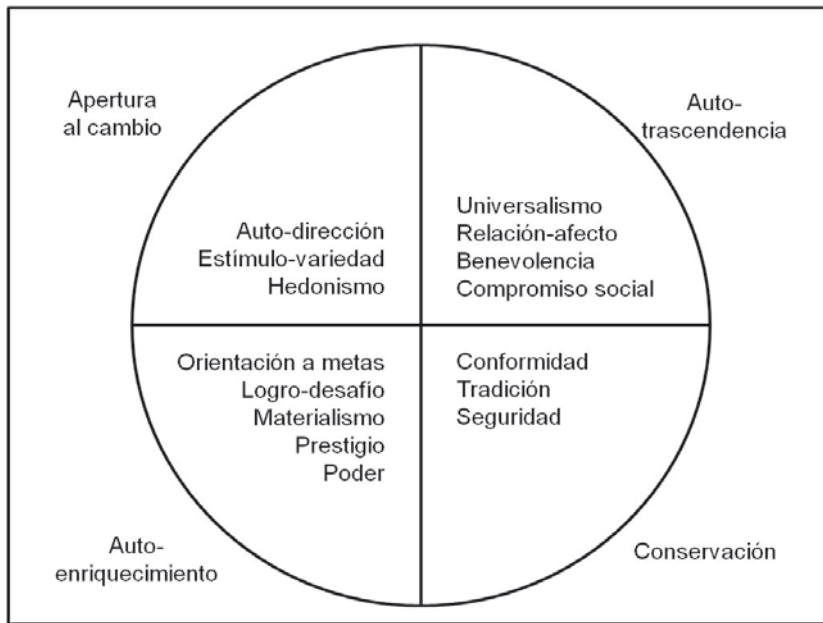 Apertura
al cambio
Auto-
trascendencia
Auto-dirección
Estímulo-variedad
Hedonismo
Universalismo
Relación-afecto
Benevolencia
Compromiso social
Orientación a metas
Logro-desafío
Materialismo
Prestigio
Poder
Conformidad
Tradición
Seguridad
Auto-
enriquecimiento
Conservación